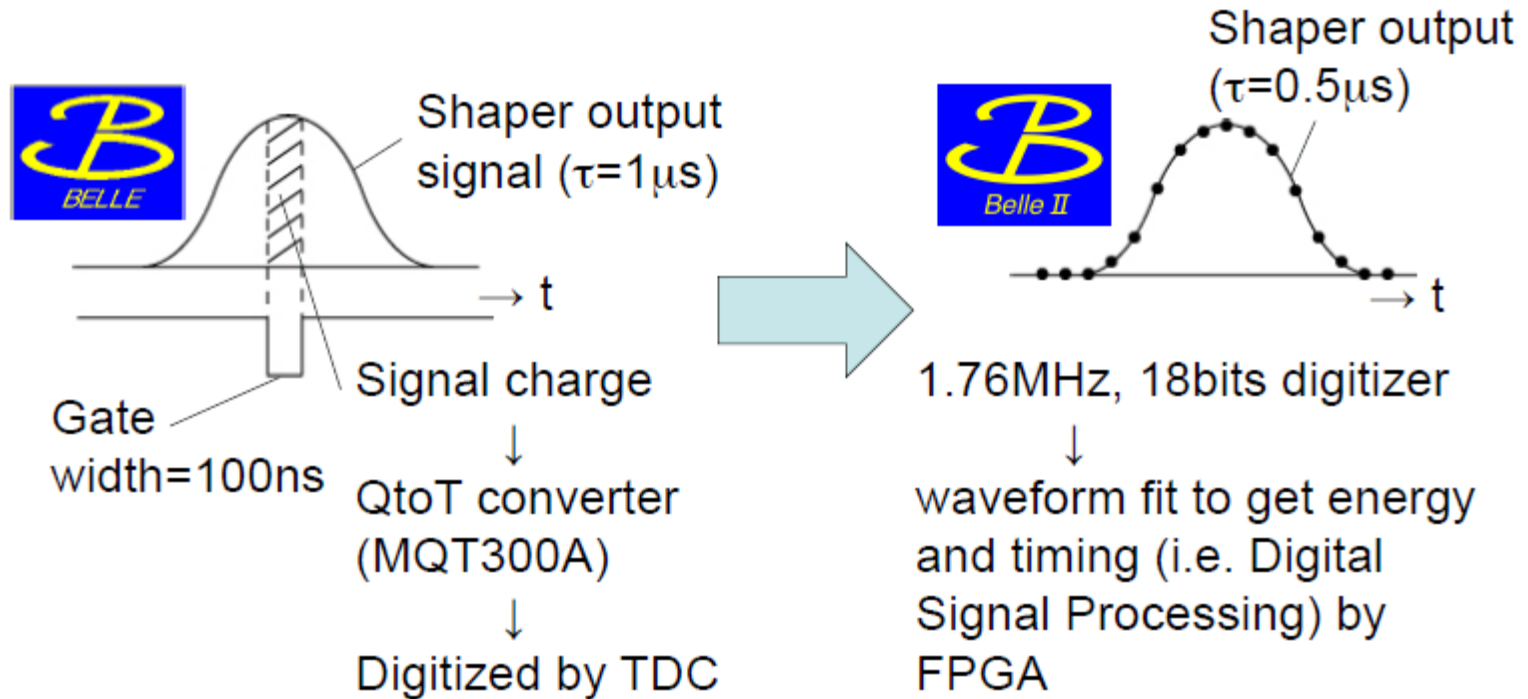 BELLE
Shaper output
signal (τ=1μs)
→ t
Gate
width=100ns
Signal charge
↓
QtoT converter
(MQT300A)
↓
Digitized by TDC
Shaper output
(τ=0.5μs)
Belle II
→ t
1.76MHz, 18bits digitizer
↓
waveform fit to get energy
and timing (i.e. Digital
Signal Processing) by
FPGA